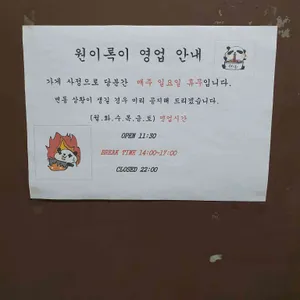 원이록이 영업 안내
가게 사정으로 당분간 매주 일요일 휴무입니다.
변동 상황이 생길 경우 미리 공지해 드리겠습니다.
(월.화.수.목.금.토) 영업시간
OPEN 11:30
BREAK TIME 14:00~17:00
CLOSED 22:00